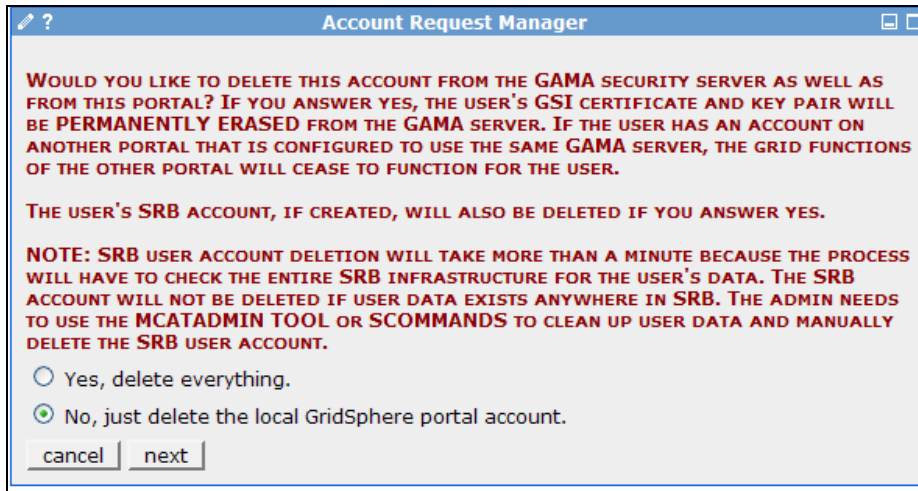 ? Account Request Manager
WOULD YOU LIKE TO DELETE THIS ACCOUNT FROM THE GAMA SECURITY SERVER AS WELL AS
FROM THIS PORTAL? IF YOU ANSWER YES, THE USER'S GSI CERTIFICATE AND KEY PAIR WILL
BE PERMANENTLY ERASED FROM THE GAMA SERVER. IF THE USER HAS AN ACCOUNT ON
ANOTHER PORTAL THAT IS CONFIGURED TO USE THE SAME GAMA SERVER, THE GRID FUNCTIONS
OF THE OTHER PORTAL WILL CEASE TO FUNCTION FOR THE USER.
THE USER'S SRB ACCOUNT, IF CREATED, WILL ALSO BE DELETED IF YOU ANSWER YES.
NOTE: SRB USER ACCOUNT DELETION WILL TAKE MORE THAN A MINUTE BECAUSE THE PROCESS
WILL HAVE TO CHECK THE ENTIRE SRB INFRASTRUCTURE FOR THE USER'S DATA. THE SRB
ACCOUNT WILL NOT BE DELETED IF USER DATA EXISTS ANYWHERE IN SRB. THE ADMIN NEEDS
TO USE THE MCATADMIN TOOL OR SCOMMANDS TO CLEAN UP USER DATA AND MANUALLY
DELETE THE SRB USER ACCOUNT.
Yes, delete everything.
No, just delete the local GridSphere portal account.
cancel next